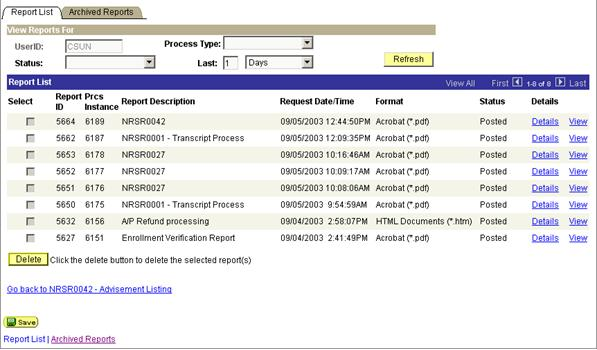 Report List Archived Reports
View Reports For
UserID: CSUN Process Type:
Status: Last: 1 Days Refresh
Report List View All First 1-8 of 8 Last
Select Report ID Prcs Instance Report Description Request Date/Time Format Status Details
5664 6189 NRSR0042 09/05/2003 12:44:50PM Acrobat (*.pdf) Posted Details View
5662 6187 NRSR0001 - Transcript Process 09/05/2003 12:09:35PM Acrobat (*.pdf) Posted Details View
5653 6178 NRSR0027 09/05/2003 10:16:46AM Acrobat (*.pdf) Posted Details View
5652 6177 NRSR0027 09/05/2003 10:09:17AM Acrobat (*.pdf) Posted Details View
5651 6176 NRSR0027 09/05/2003 10:08:06AM Acrobat (*.pdf) Posted Details View
5650 6175 NRSR0001 - Transcript Process 09/05/2003 9:54:59AM Acrobat (*.pdf) Posted Details View
5632 6156 A/P Refund processing 09/04/2003 2:58:07PM HTML Documents (*.htm) Posted Details View
5627 6151 Enrollment Verification Report 09/04/2003 2:41:49PM Acrobat (*.pdf) Posted Details View
Delete Click the delete button to delete the selected report(s)
Go back to NRSR0042 - Advisement Listing
Save
Report List | Archived Reports